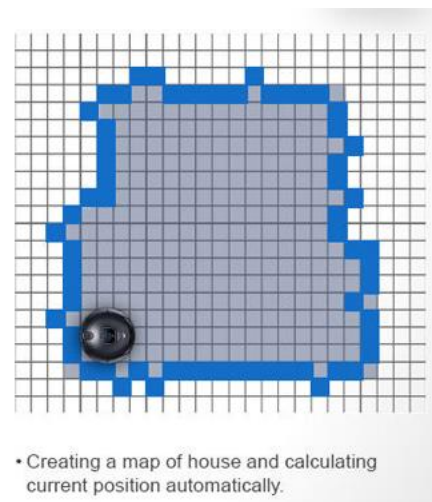 • Creating a map of house and calculating
current position automatically.